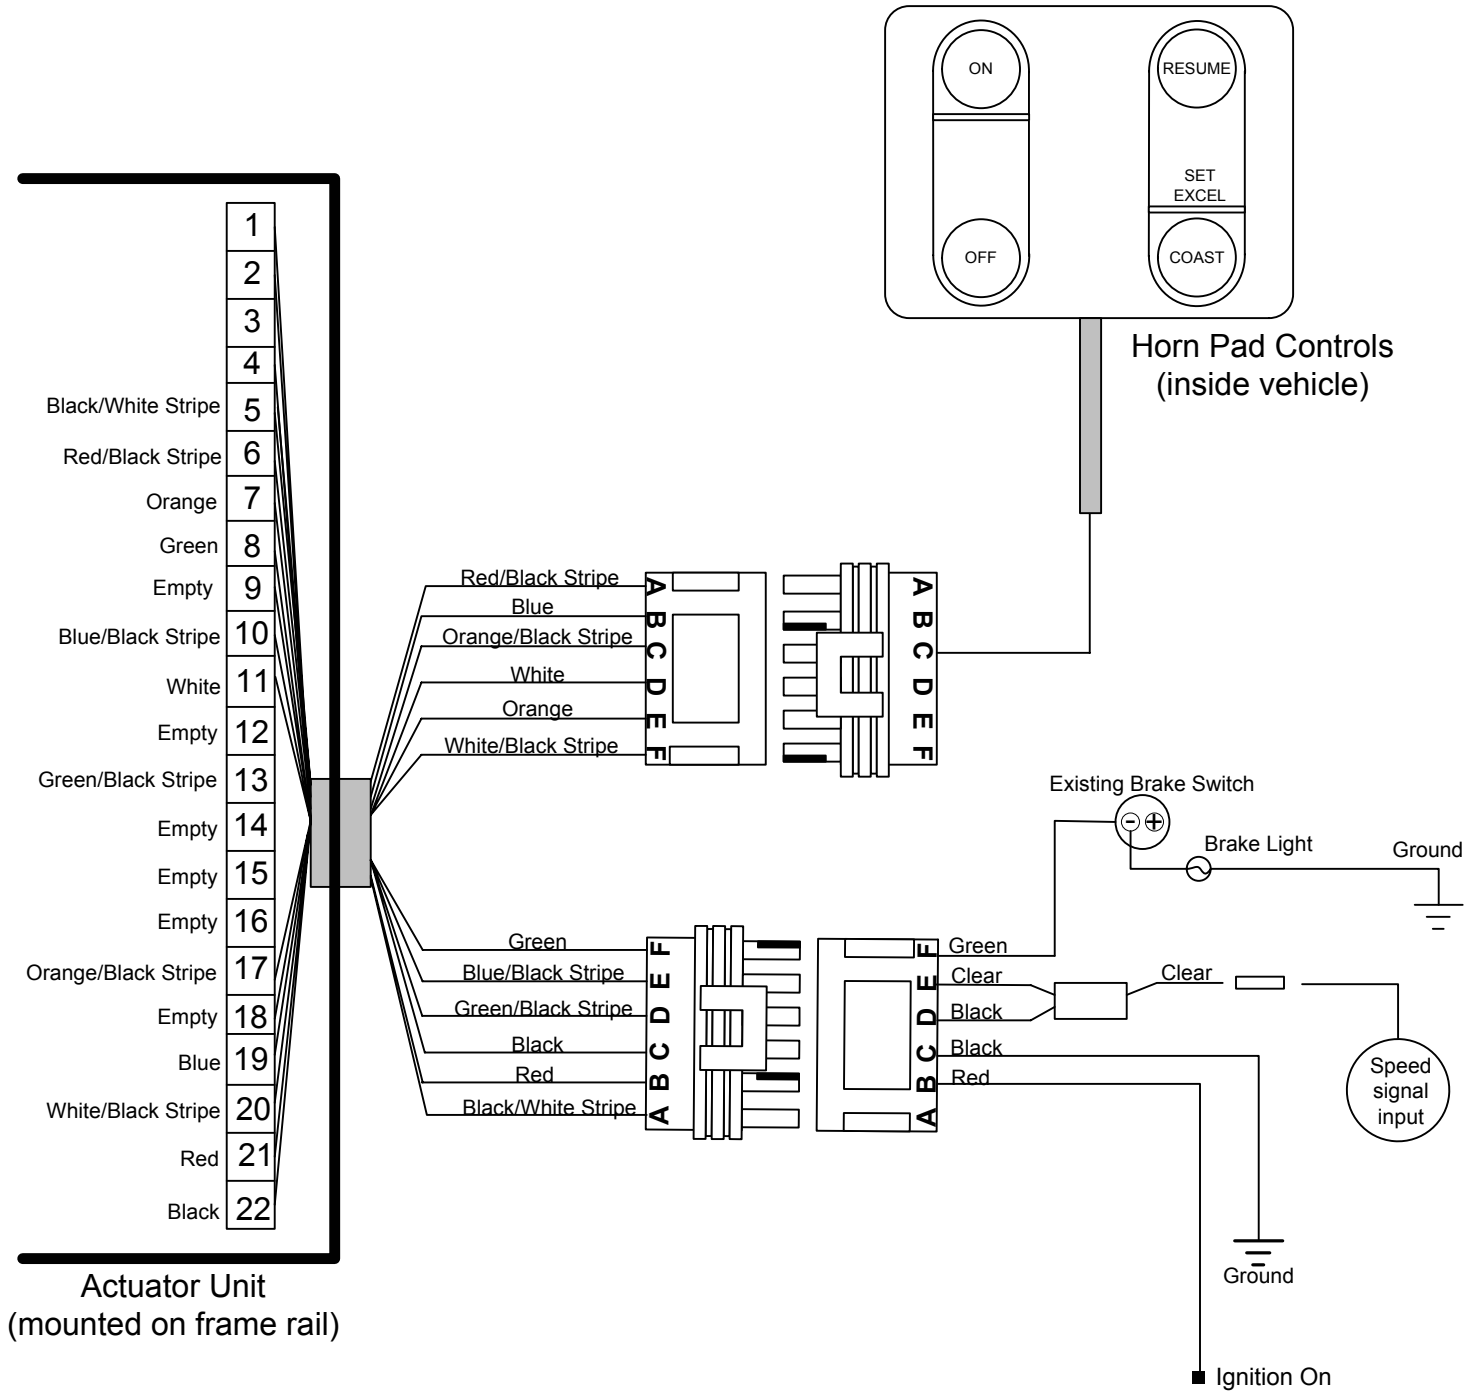 ON
RESUME
SET
EXCEL
OFF
COAST
Horn Pad Controls
(inside vehicle)
1
2
3
4
Black/White Stripe 5
Red/Black Stripe 6
Orange 7
Green 8
Empty 9
Blue/Black Stripe 10
White 11
Empty 12
Green/Black Stripe 13
Empty 14
Empty 15
Empty 16
Orange/Black Stripe 17
Empty 18
Blue 19
White/Black Stripe 20
Red 21
Black 22
Actuator Unit
(mounted on frame rail)
Red/Black Stripe A
Blue B
Orange/Black Stripe C
White D
Orange E
White/Black Stripe F
A
B
C
D
E
F
Existing Brake Switch
- +
Brake Light
Ground
Green F
Blue/Black Stripe E
Green/Black Stripe D
Black C
Red B
Black/White Stripe A
F Green
E Clear
Clear
D Black
C Black
B Red
A
Speed
signal
input
Ground
Ignition On